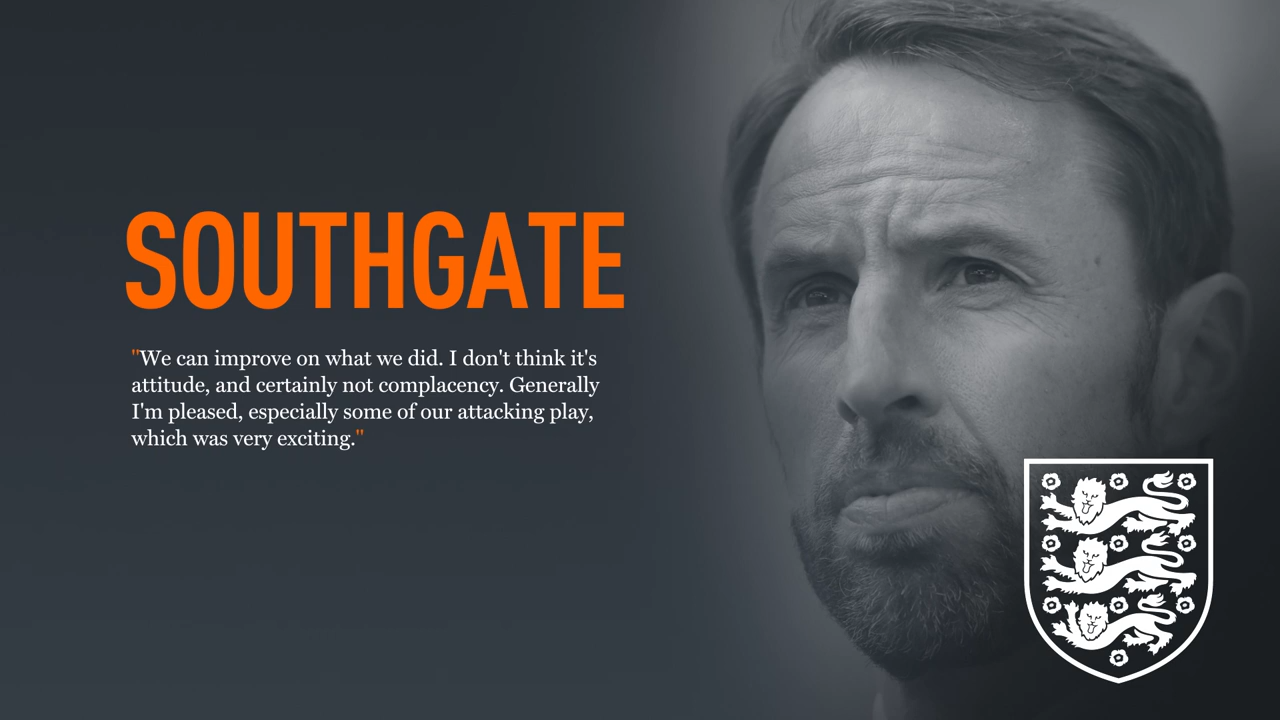 SOUTHGATE
"We can improve on what we did. I don't think it's
attitude, and certainly not complacency. Generally
I'm pleased, especially some of our attacking play,
which was very exciting."